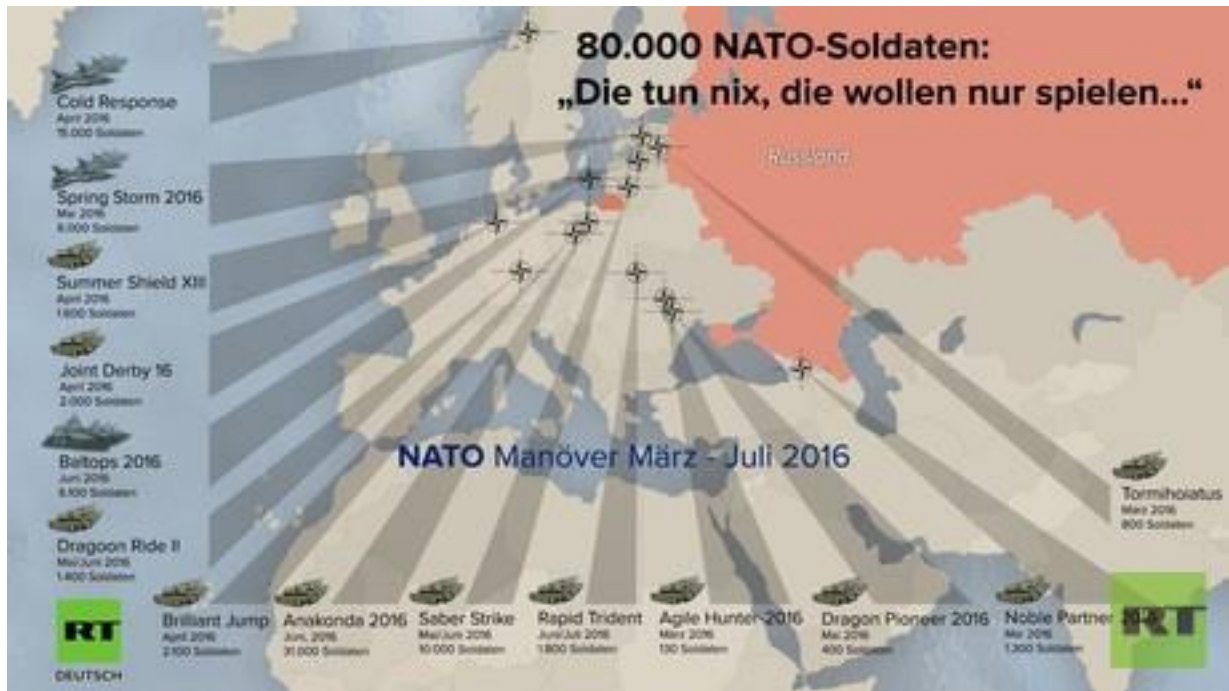 80.000 NATO-Soldaten:
„Die tun nix, die wollen nur spielen..."
Russland
Cold Response
April 2016
15.000 Soldaten
Spring Storm 2016
Mai 2016
6.000 Soldaten
Summer Shield XIII
April 2016
1.600 Soldaten
Joint Derby 16
April 2016
2.000 Soldaten
Baltops 2016
Juni 2016
6.100 Soldaten
Dragoon Ride II
Mai/Juni 2016
1.400 Soldaten
NATO Manöver März - Juli 2016
Tormihoiatus
März 2016
800 Soldaten
Brilliant Jump
April 2016
2.100 Soldaten
Anakonda 2016
Juni, 2016
31.000 Soldaten
Saber Strike
Mai/Juni 2016
10.000 Soldaten
Rapid Trident
Juni/Juli 2016
1.800 Soldaten
Agile Hunter-2016
März 2016
130 Soldaten
Dragon Pioneer 2016
Mai 2016
400 Soldaten
Noble Partner
Mai 2016
1.300 Soldaten
RT
DEUTSCH
RT